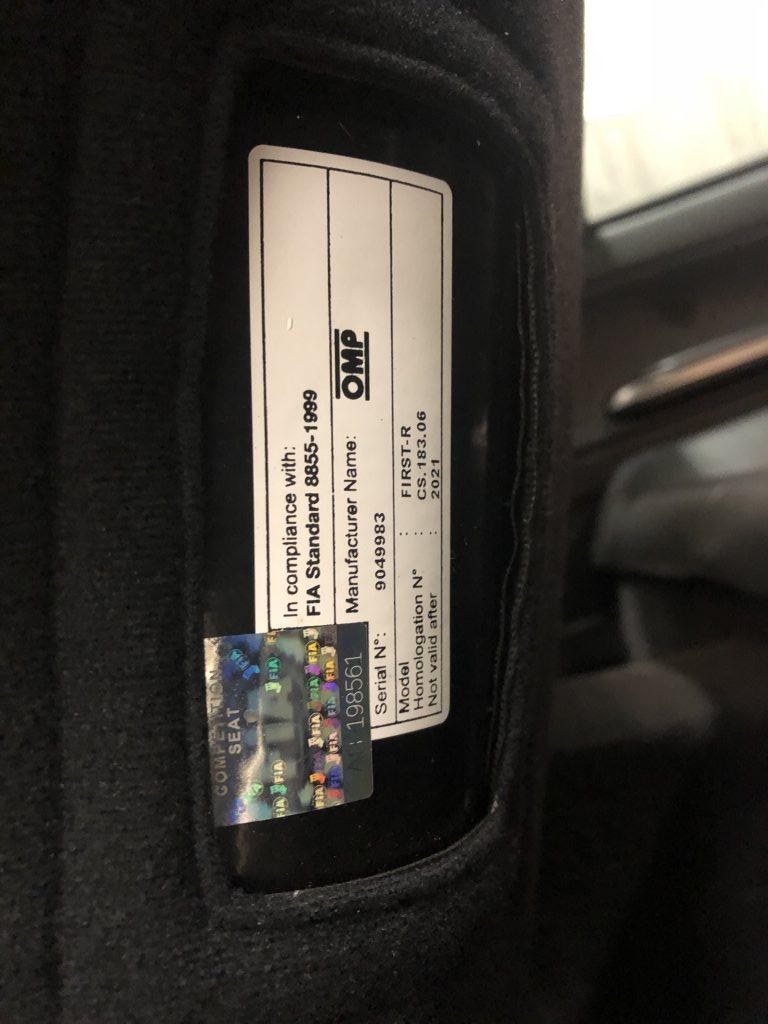 In compliance with:
FIA Standard 8855-1999
Manufacturer Name: OMP
Serial N°: 9049983
Model : FIRST-R
Homologation N° : CS.183.06
Not valid after : 2021
COMPETITION
SEAT
FIA
198561